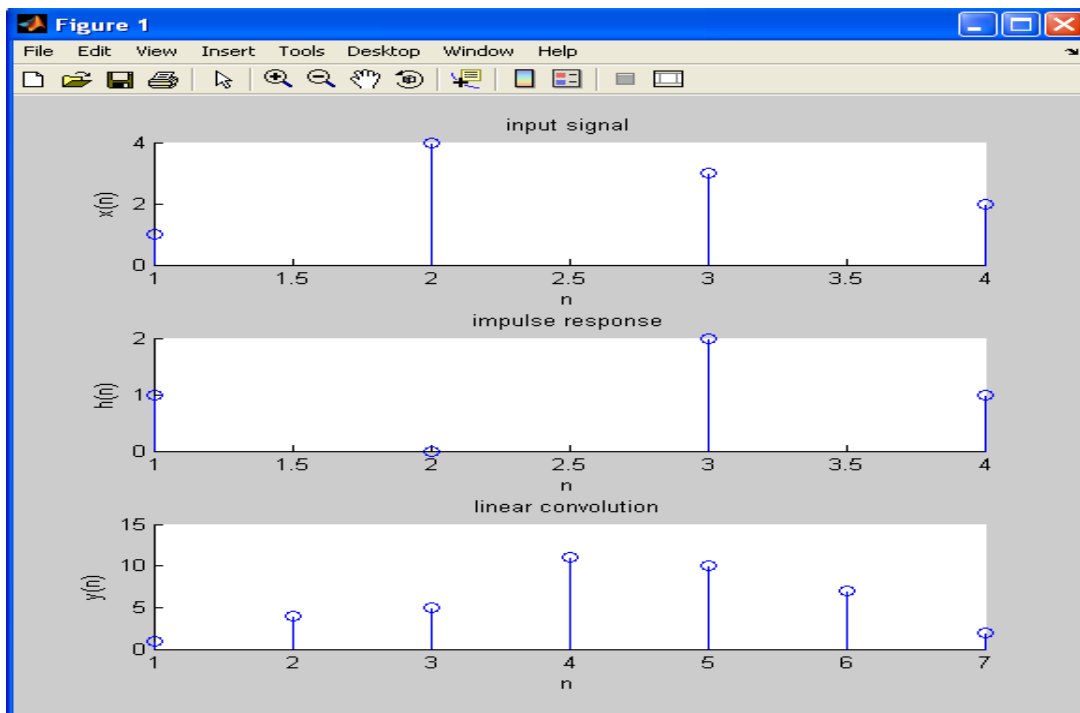 Figure 1
File Edit View Insert Tools Desktop Window Help
input signal
x(n)
4
2
0
1 1.5 2 2.5 3 3.5 4
n
impulse response
h(n)
2
1
0
1 1.5 2 2.5 3 3.5 4
n
linear convolution
y(n)
15
10
5
0
1 2 3 4 5 6 7
n